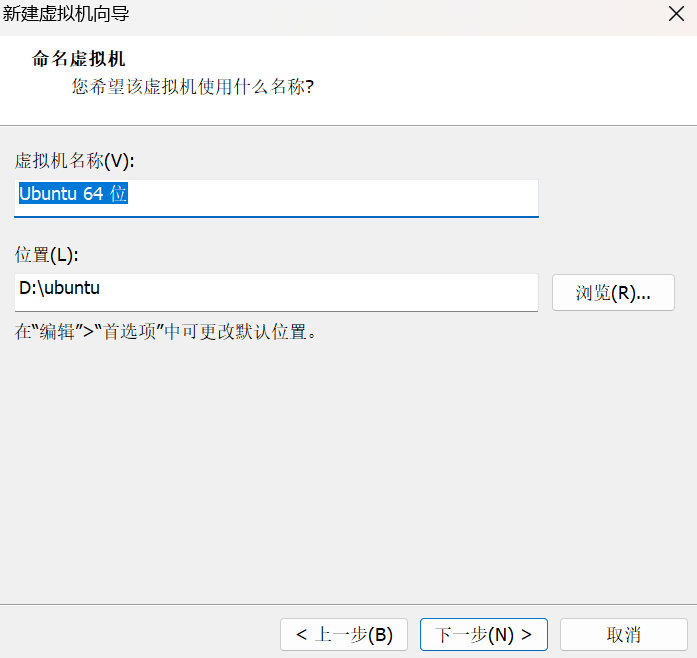 新建虚拟机向导
命名虚拟机
您希望该虚拟机使用什么名称?
虚拟机名称(V):
Ubuntu 64 位
位置(L):
D:\ubuntu
浏览(R)...
在“编辑”>“首选项”中可更改默认位置。
< 上一步(B)
下一步(N) >
取消